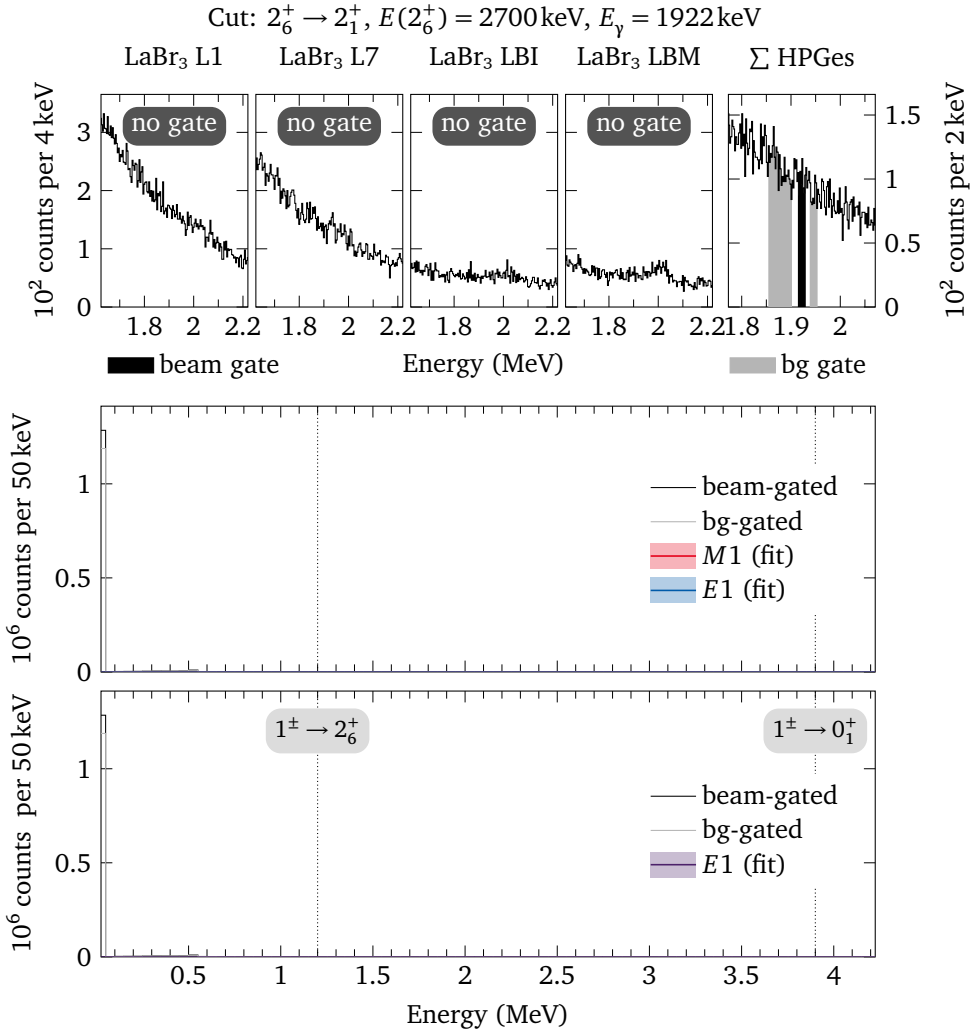 Cut: 2₆⁺ → 2₁⁺, E(2₆⁺) = 2700 keV, Eγ = 1922 keV
LaBr₃ L1 LaBr₃ L7 LaBr₃ LBI LaBr₃ LBM ∑ HPGes
no gate no gate no gate no gate
10² counts per 4 keV
0 1 2 3
10² counts per 2 keV
0 0.5 1 1.5
1.8 2 2.2 1.8 2 2.2 1.8 2 2.2 1.8 2 2.2 1.8 1.9 2
beam gate Energy (MeV) bg gate
10⁶ counts per 50 keV
0 0.5 1
beam-gated
bg-gated
M1 (fit)
E1 (fit)
10⁶ counts per 50 keV
0 0.5 1
1± → 2₆⁺ 1± → 0₁⁺
beam-gated
bg-gated
E1 (fit)
0.5 1 1.5 2 2.5 3 3.5 4
Energy (MeV)